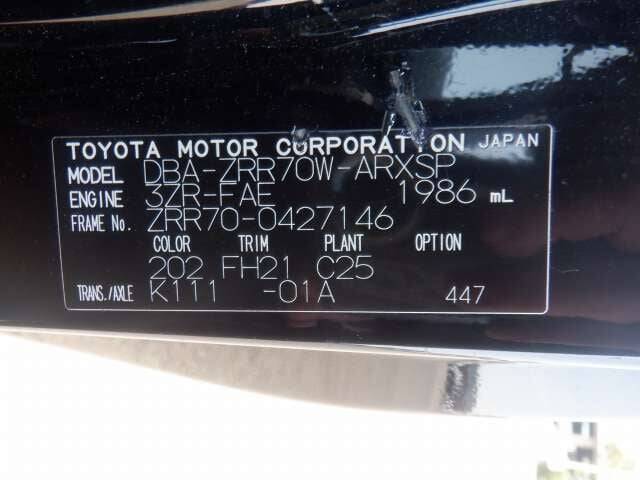 TOYOTA MOTOR CORPORATION JAPAN
MODEL DBA-ZRR70W-ARXSP
ENGINE 3ZR-FAE 1986 mL
FRAME No. ZRR70-0427146
COLOR TRIM PLANT OPTION
202 FH21 C25
TRANS./AXLE K111 -01A 447